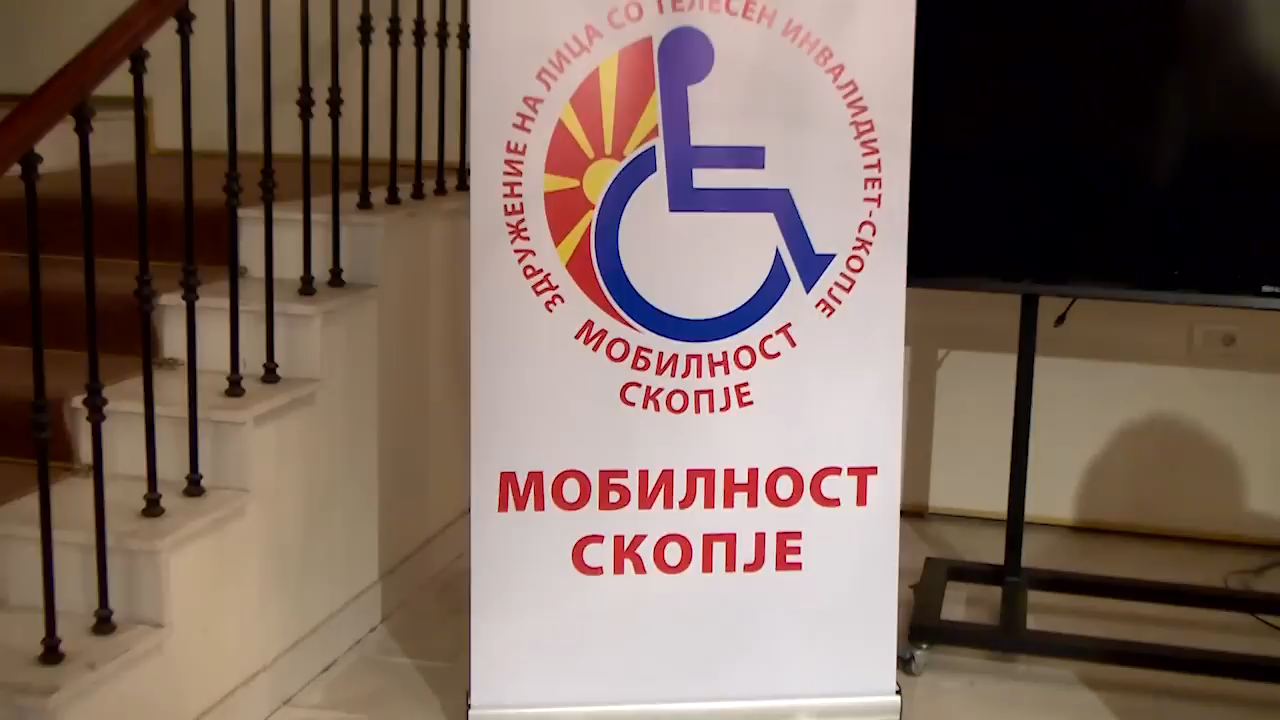 ЗДРУЖЕНИЕ НА ЛИЦА СО ТЕЛЕСЕН ИНВАЛИДИТЕТ-СКОПЈЕ
МОБИЛНОСТ
СКОПЈЕ
МОБИЛНОСТ
СКОПЈЕ